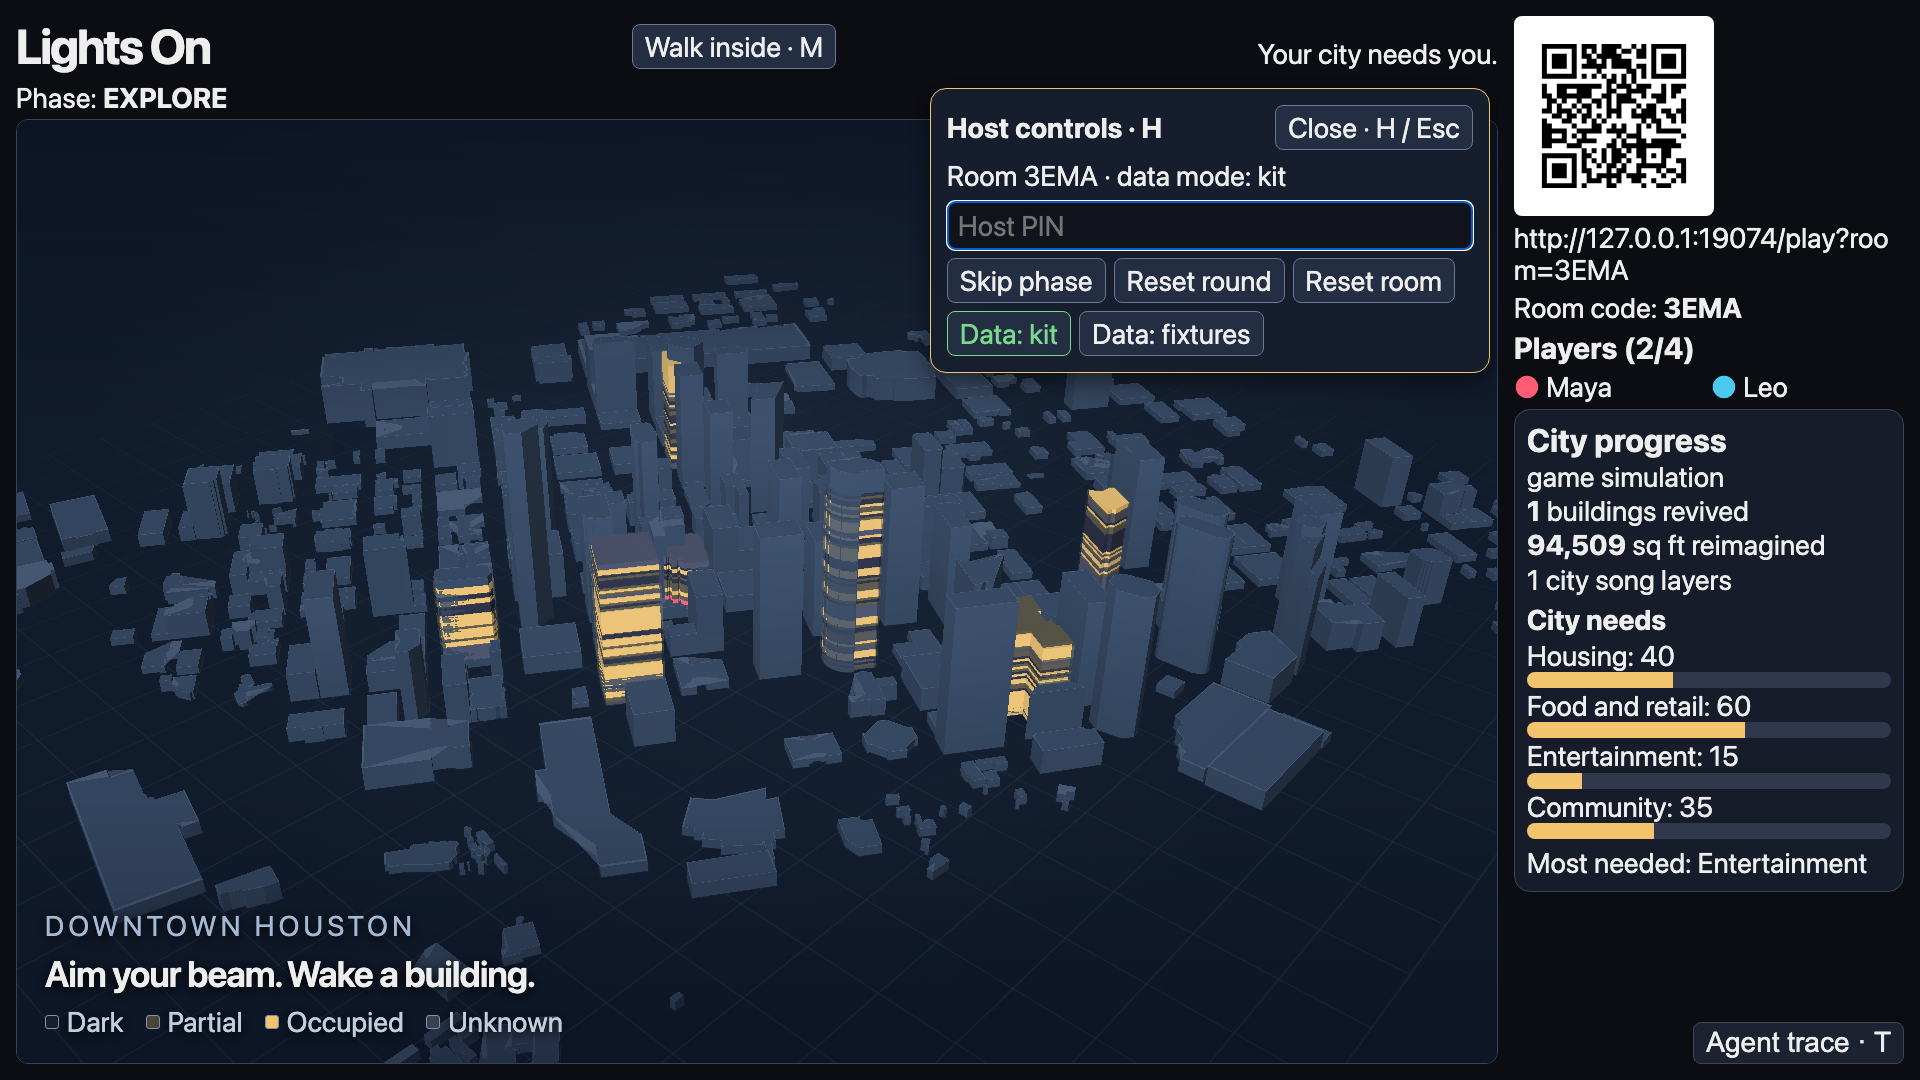 Lights On
Phase: EXPLORE
Walk inside · M
Your city needs you.
Host controls · H
Close · H / Esc
Room 3EMA · data mode: kit
Host PIN
Skip phase
Reset round
Reset room
Data: kit
Data: fixtures
http://127.0.0.1:19074/play?roo
m=3EMA
Room code: 3EMA
Players (2/4)
Maya
Leo
City progress
game simulation
1 buildings revived
94,509 sq ft reimagined
1 city song layers
City needs
Housing: 40
Food and retail: 60
Entertainment: 15
Community: 35
Most needed: Entertainment
DOWNTOWN HOUSTON
Aim your beam. Wake a building.
Dark
Partial
Occupied
Unknown
Agent trace · T